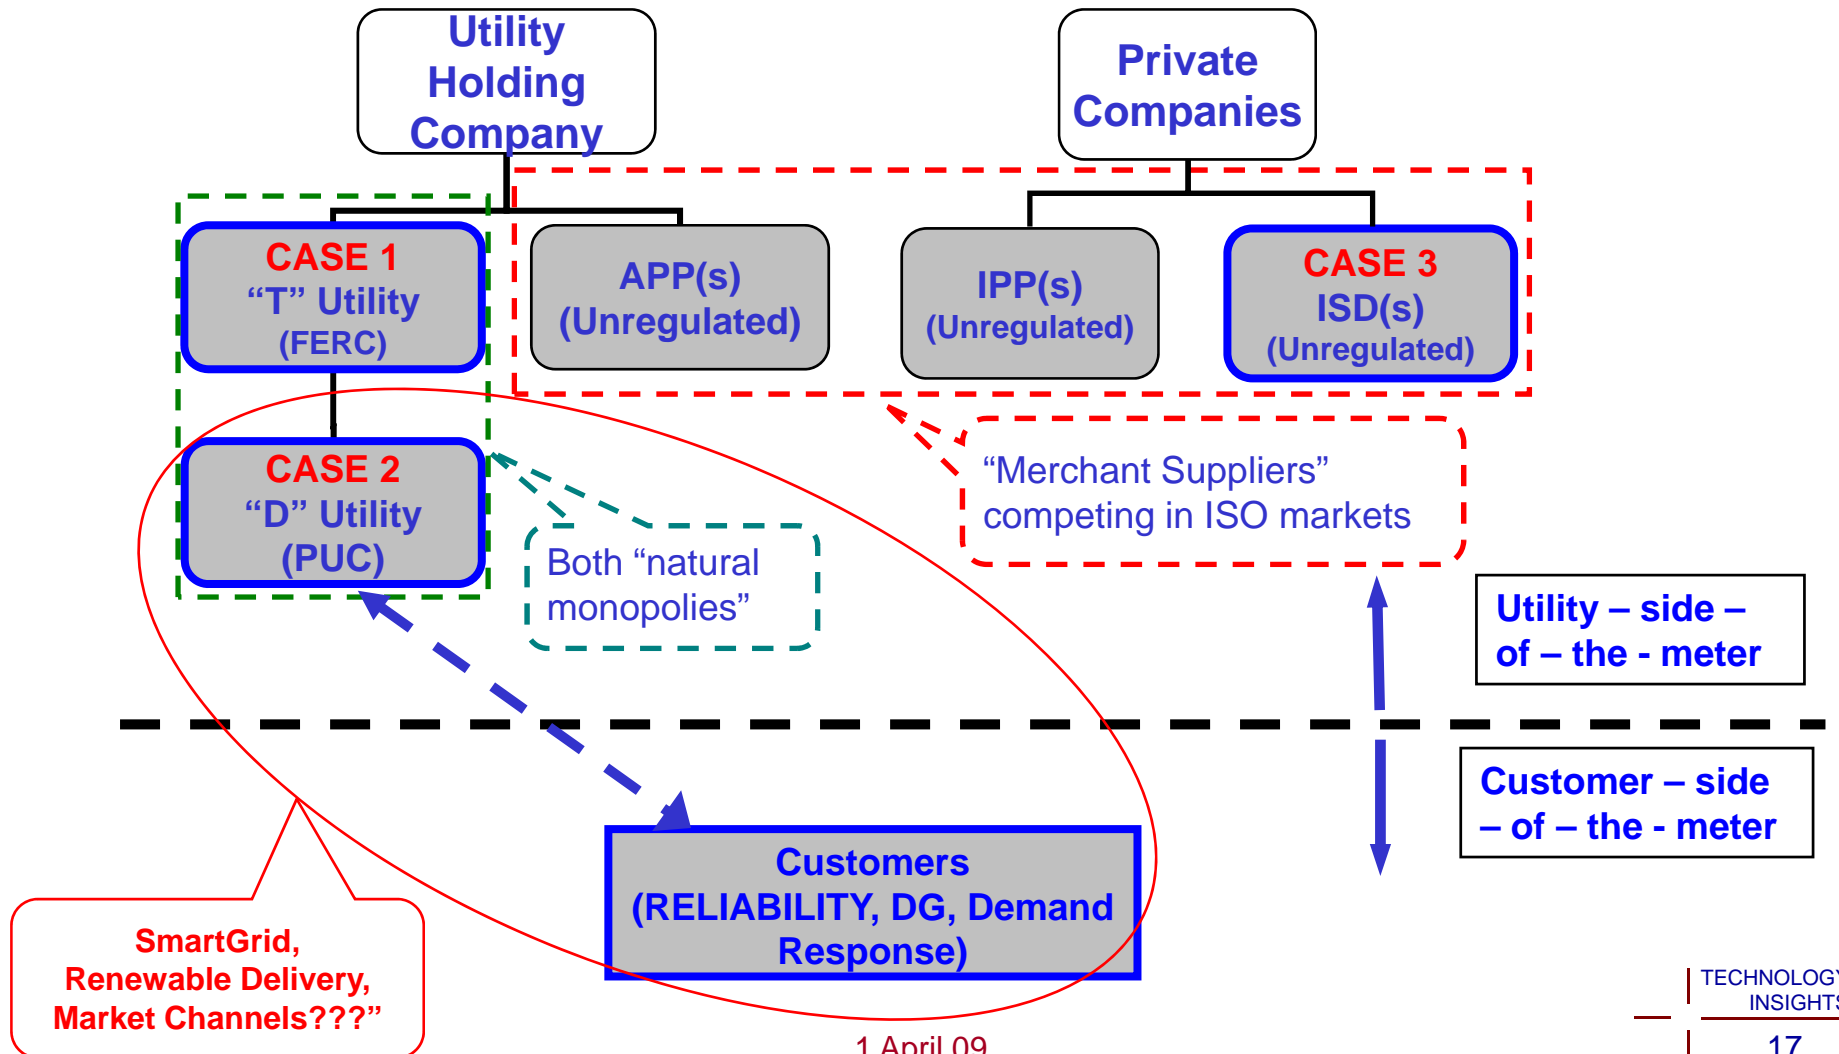 Utility
Holding
Company
Private
Companies
CASE 1
“T” Utility
(FERC)
APP(s)
(Unregulated)
IPP(s)
(Unregulated)
CASE 3
ISD(s)
(Unregulated)
CASE 2
“D” Utility
(PUC)
Both “natural
monopolies”
“Merchant Suppliers”
competing in ISO markets
Utility – side –
of – the - meter
Customer – side
– of – the - meter
Customers
(RELIABILITY, DG, Demand
Response)
SmartGrid,
Renewable Delivery,
Market Channels???”
1 April 09
TECHNOLOGY
INSIGHTS
17